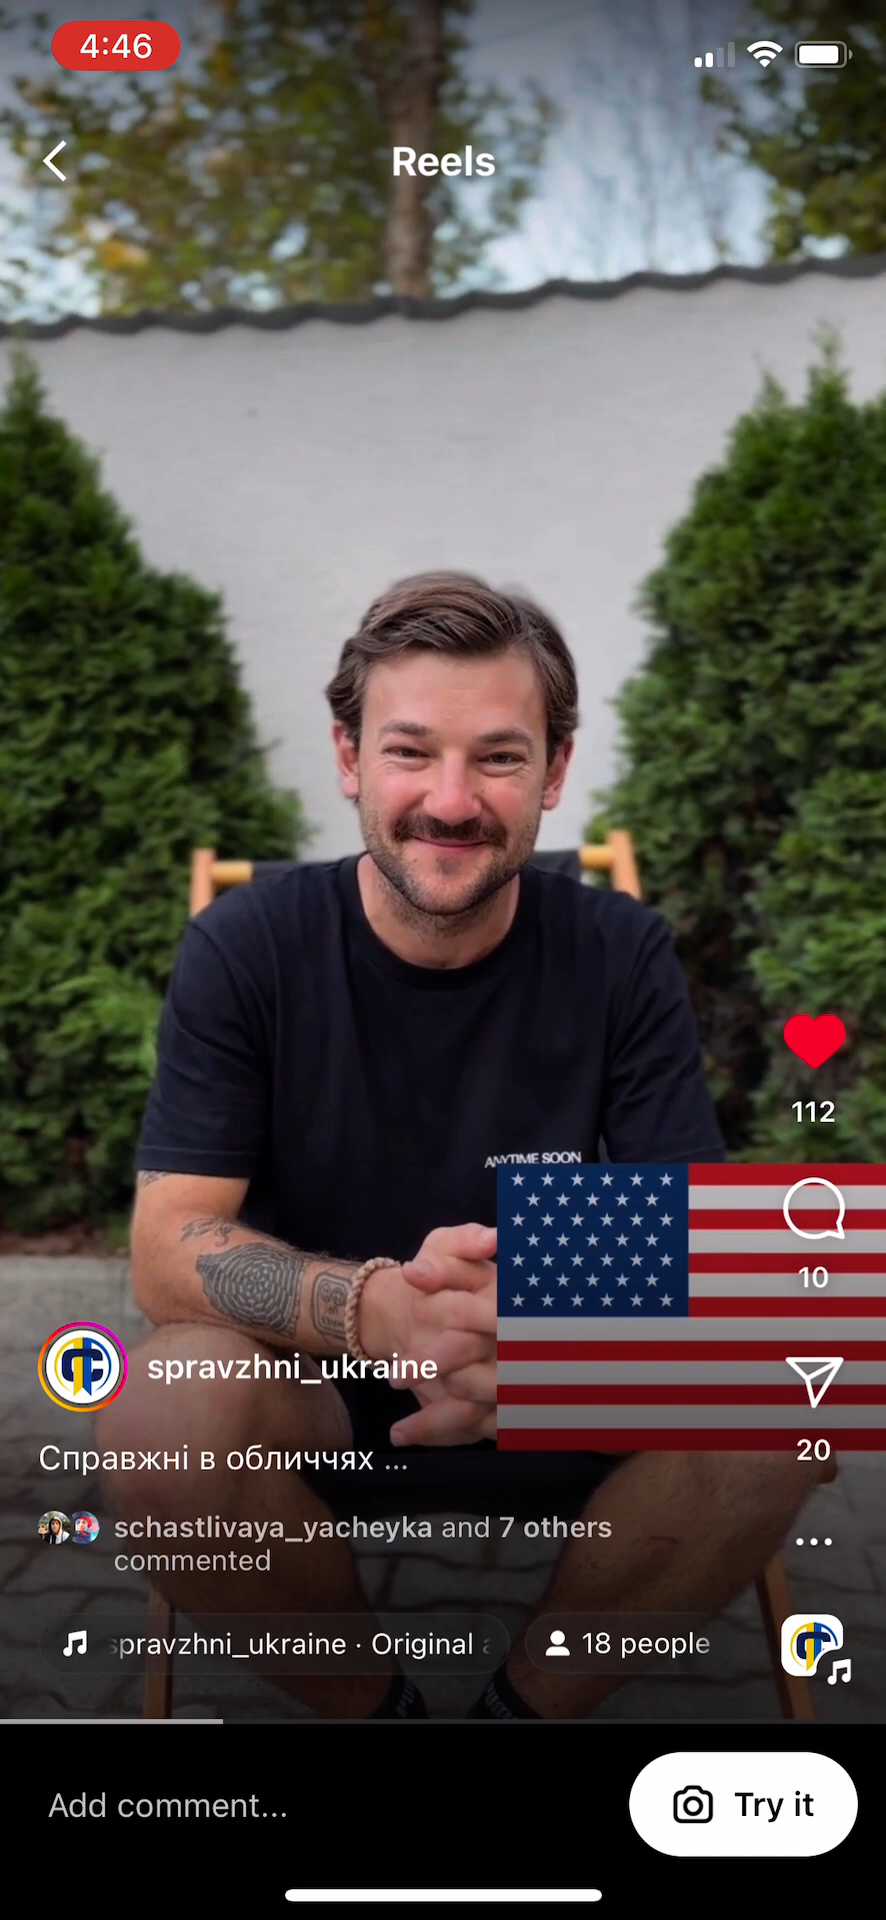 4:46
Reels
ANYTIME SOON
112
10
spravzhni_ukraine
20
Справжні в обличчях ...
schastlivaya_yacheyka and 7 others
commented
spravzhni_ukraine · Original
18 people
Add comment...
Try it